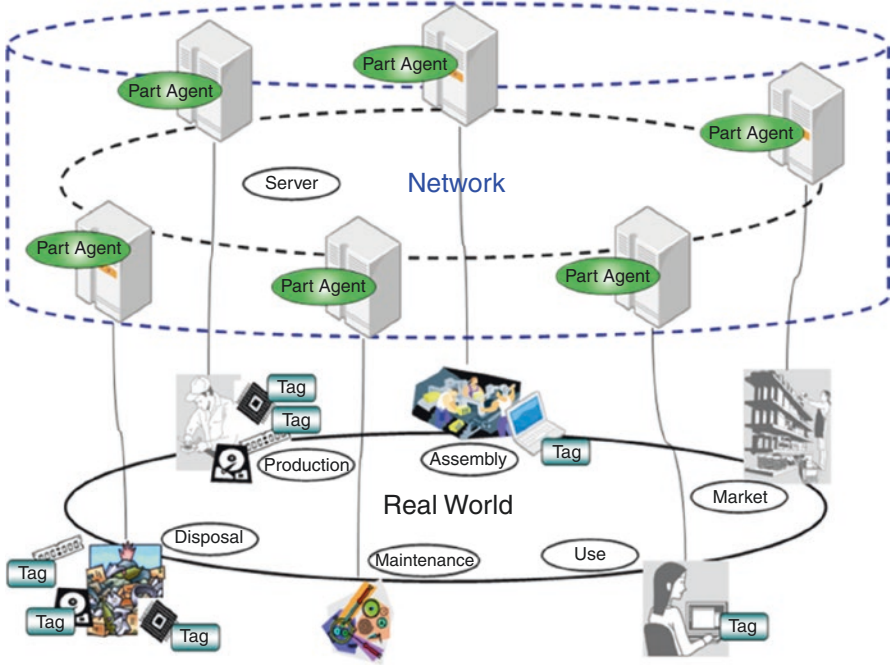 Part Agent
Part Agent
Part Agent
Server
Network
Part Agent
Part Agent
Part Agent
Tag
Tag
Production
Assembly
Tag
Real World
Market
Disposal
Maintenance
Use
Tag
Tag
Tag
Tag